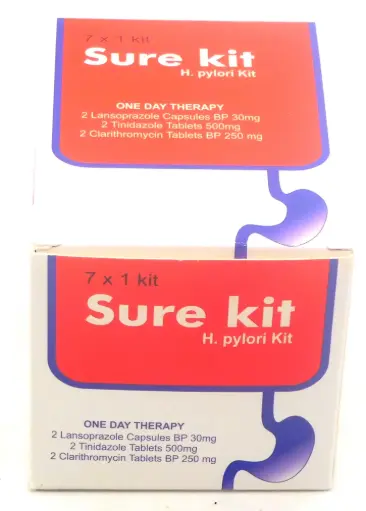 7 x 1 kit
Sure kit
H. pylori Kit
ONE DAY THERAPY
2 Lansoprazole Capsules BP 30mg
2 Tinidazole Tablets 500mg
2 Clarithromycin Tablets BP 250 mg
7 x 1 kit
Sure kit
H. pylori Kit
ONE DAY THERAPY
2 Lansoprazole Capsules BP 30mg
2 Tinidazole Tablets 500mg
2 Clarithromycin Tablets BP 250 mg